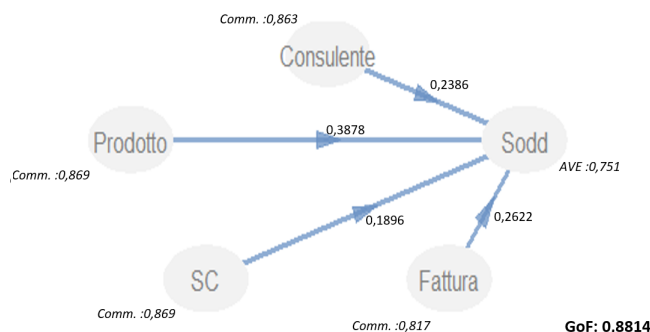 Comm. :0,863
Consulente
0,2386
Prodotto
0,3878
Sodd
Comm. :0,869
AVE :0,751
0,1896
0,2622
SC
Fattura
Comm. :0,869
Comm. :0,817
GoF: 0.8814